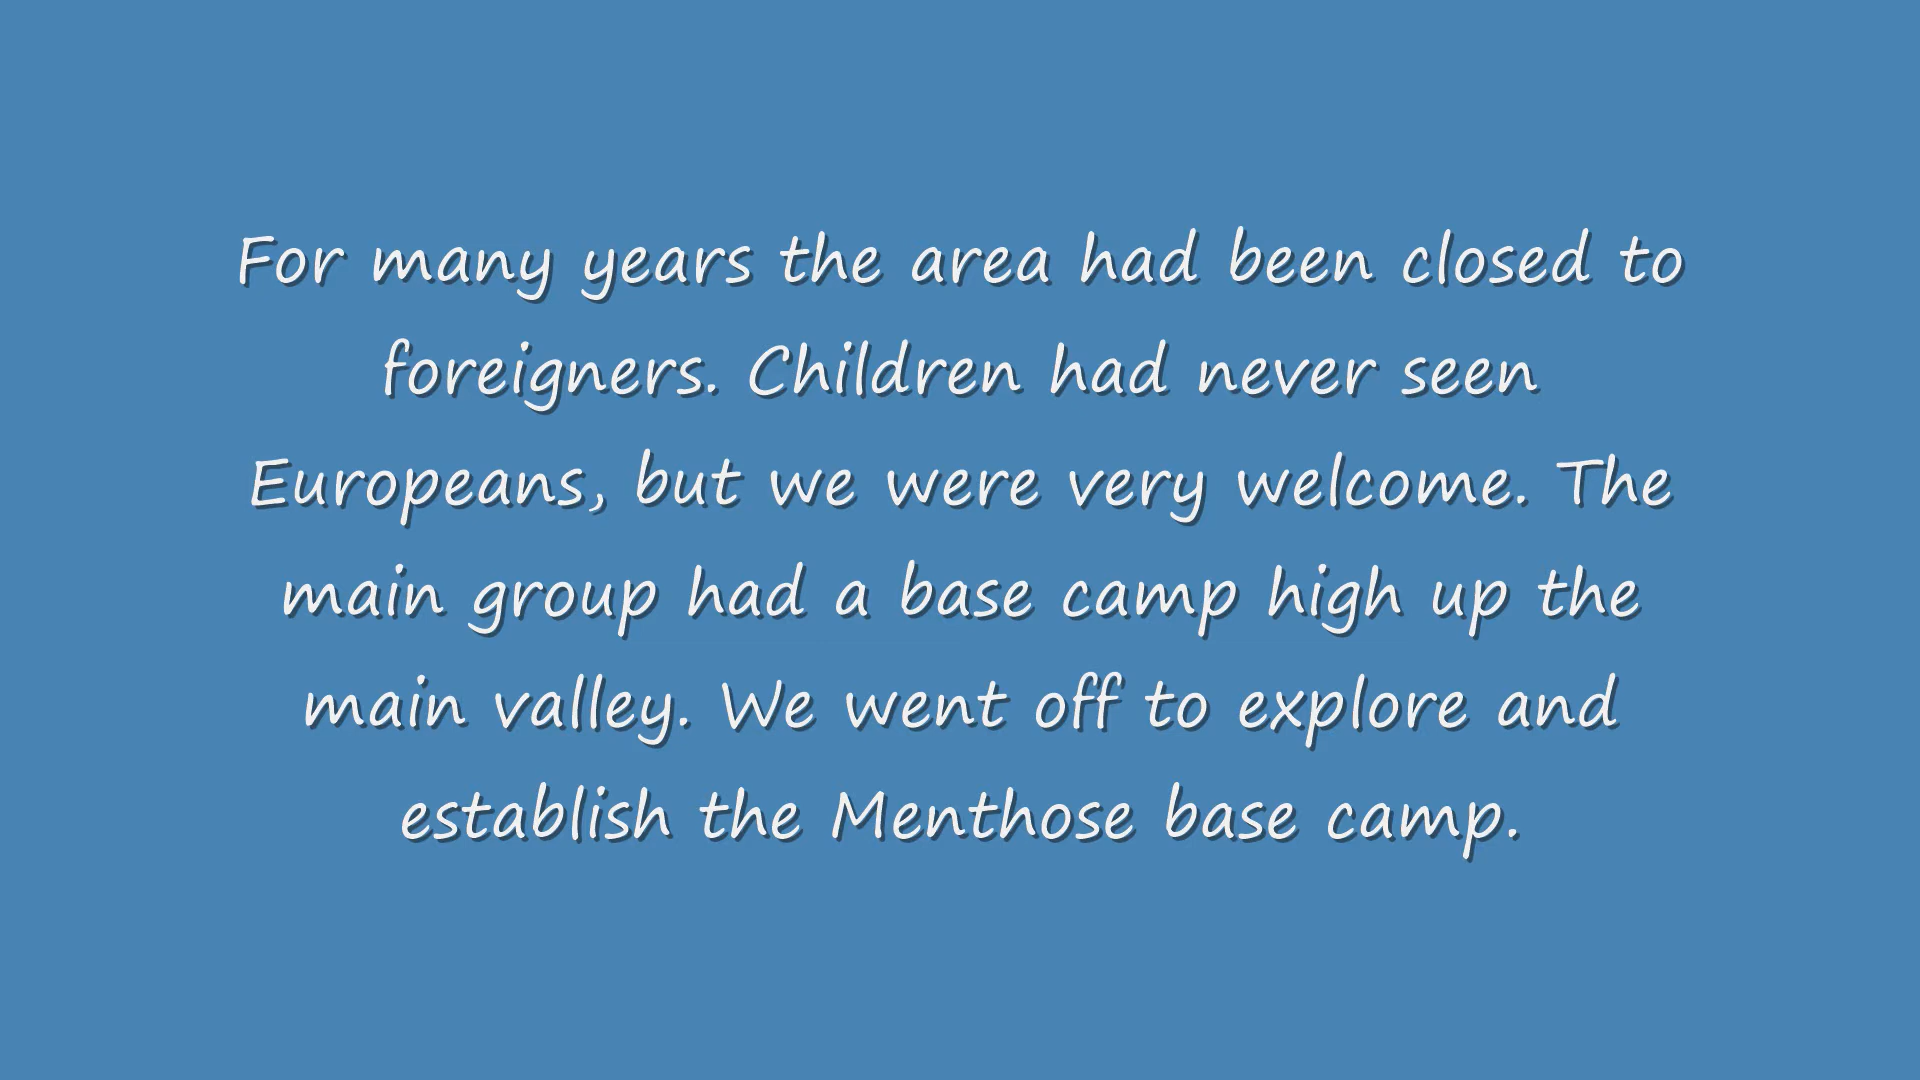 For many years the area had been closed to
foreigners. Children had never seen
Europeans, but we were very welcome. The
main group had a base camp high up the
main valley. We went off to explore and
establish the Menthose base camp.